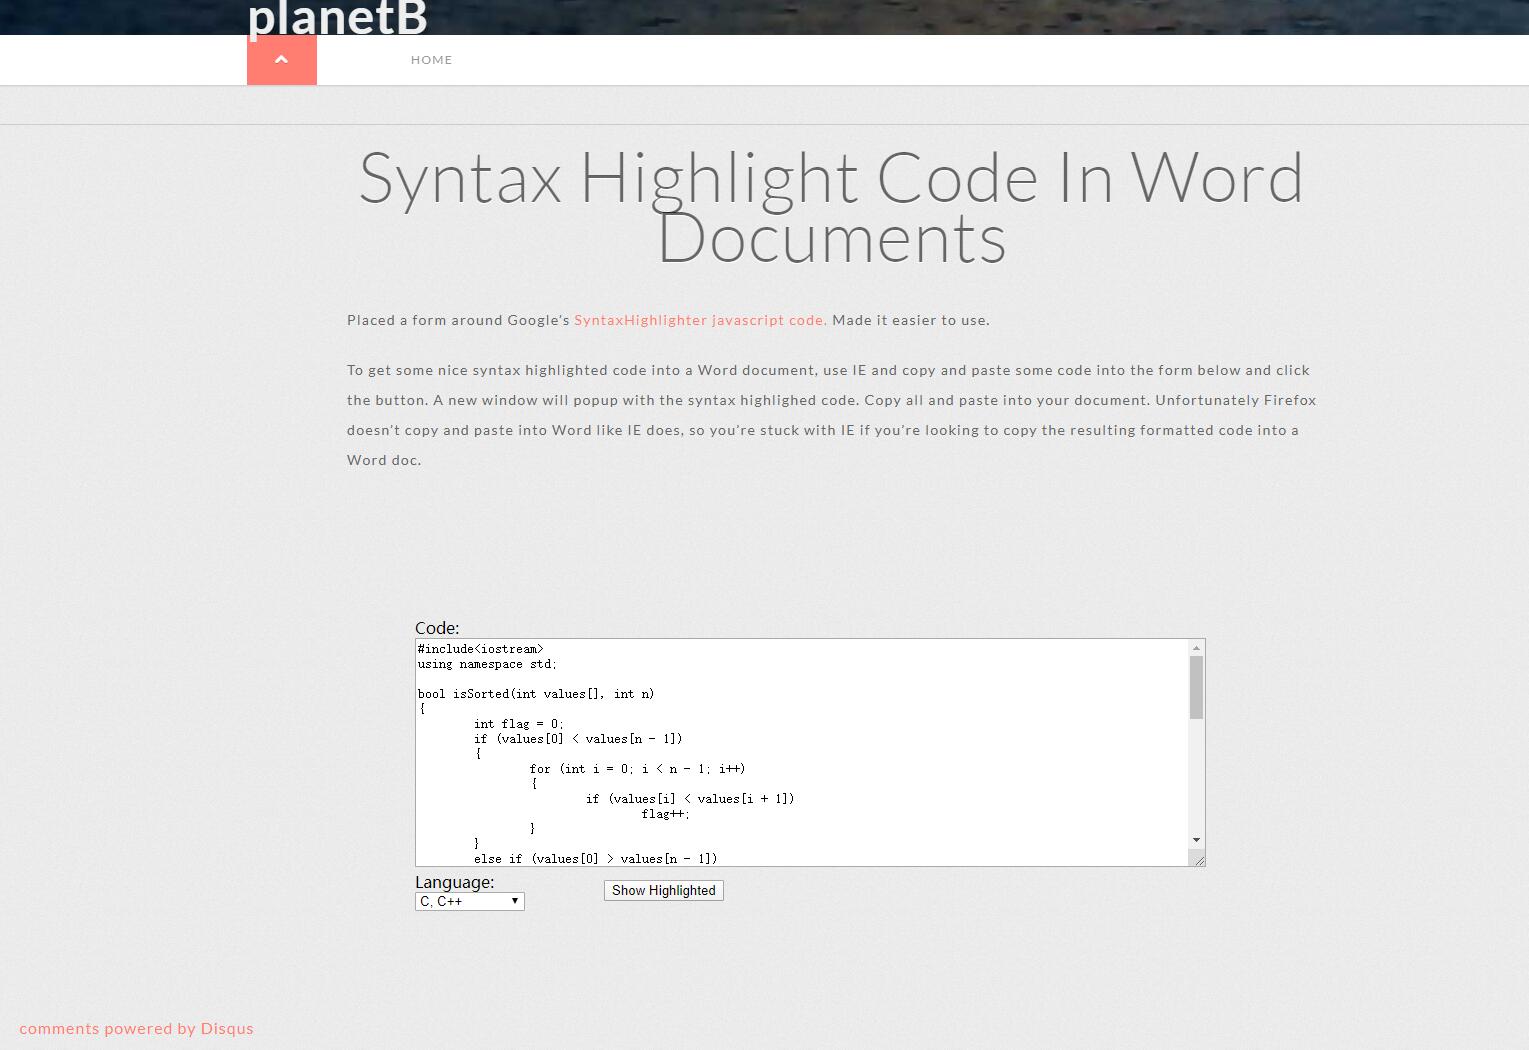 planetB
HOME
Syntax Highlight Code In Word
Documents
Placed a form around Google's SyntaxHighlighter javascript code. Made it easier to use.
To get some nice syntax highlighted code into a Word document, use IE and copy and paste some code into the form below and click
the button. A new window will popup with the syntax highlighed code. Copy all and paste into your document. Unfortunately Firefox
doesn't copy and paste into Word like IE does, so you're stuck with IE if you're looking to copy the resulting formatted code into a
Word doc.
Code:
#include<iostream>
using namespace std;
bool isSorted(int values[], int n)
{
int flag = 0;
if (values[0] < values[n - 1])
{
for (int i = 0; i < n - 1; i++)
{
if (values[i] < values[i + 1])
flag++;
}
}
else if (values[0] > values[n - 1])
Language:
C, C++
Show Highlighted
comments powered by Disqus